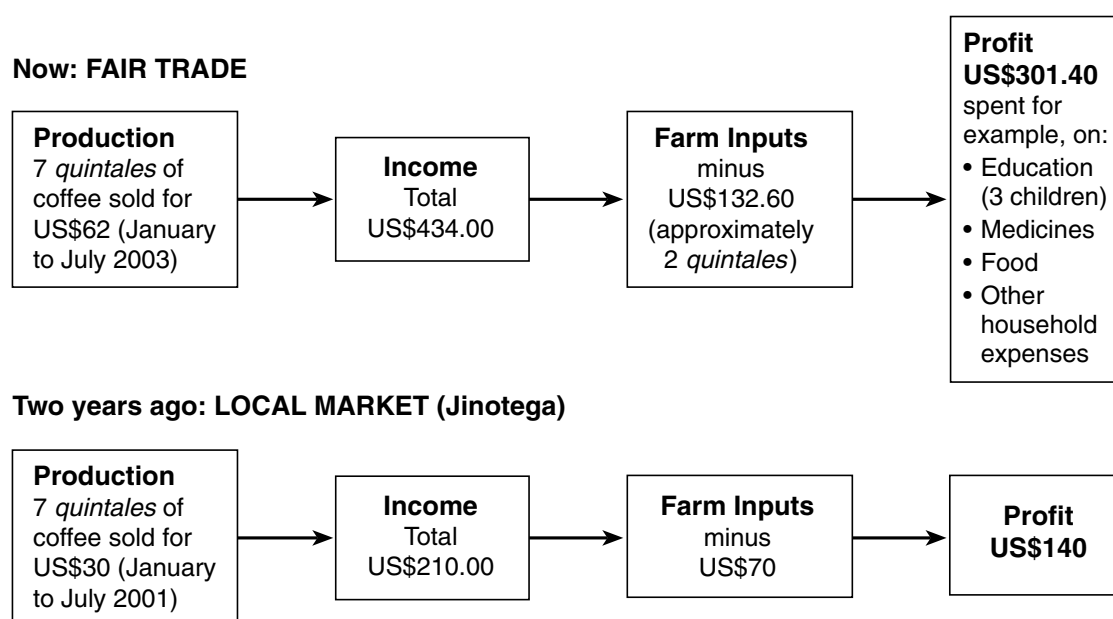 Now: FAIR TRADE
Production
7 quintales of
coffee sold for
US$62 (January
to July 2003)
Income
Total
US$434.00
Farm Inputs
minus
US$132.60
(approximately
2 quintales)
Profit
US$301.40
spent for
example, on:
• Education
(3 children)
• Medicines
• Food
• Other
household
expenses
Two years ago: LOCAL MARKET (Jinotega)
Production
7 quintales of
coffee sold for
US$30 (January
to July 2001)
Income
Total
US$210.00
Farm Inputs
minus
US$70
Profit
US$140